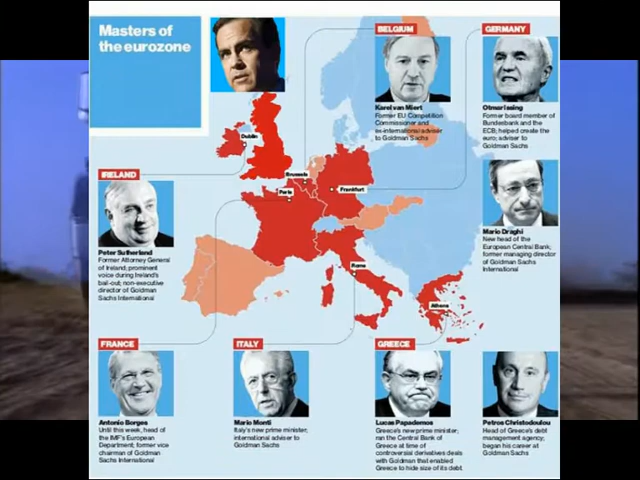 Masters of
the eurozone
BELGIUM
Karel van Miert
Former EU Competition
Commissioner and
ex-international adviser
to Goldman Sachs
GERMANY
Otmar Issing
Former board member of
Bundesbank and the
ECB; helped create the
euro; adviser to
Goldman Sachs
Dublin
Brussels
Paris
Frankfurt
IRELAND
Peter Sutherland
Former Attorney General
of Ireland; prominent
voice during Ireland's
bail-out; non-executive
director of Goldman
Sachs International
Mario Draghi
New head of the
European Central Bank;
former managing director
of Goldman Sachs
International
Rome
Athens
FRANCE
Antonio Borges
Until this week, head of
the IMF's European
Department; former vice
chairman of Goldman
Sachs International
ITALY
Mario Monti
Italy's new prime minister;
international adviser to
Goldman Sachs
GREECE
Lucas Papademos
Greece's new prime minister;
ran the Central Bank of
Greece at time of
controversial derivatives deals
with Goldman that enabled
Greece to hide size of its debt.
Petros Christodoulou
Head of Greece's debt
management agency;
began his career at
Goldman Sachs